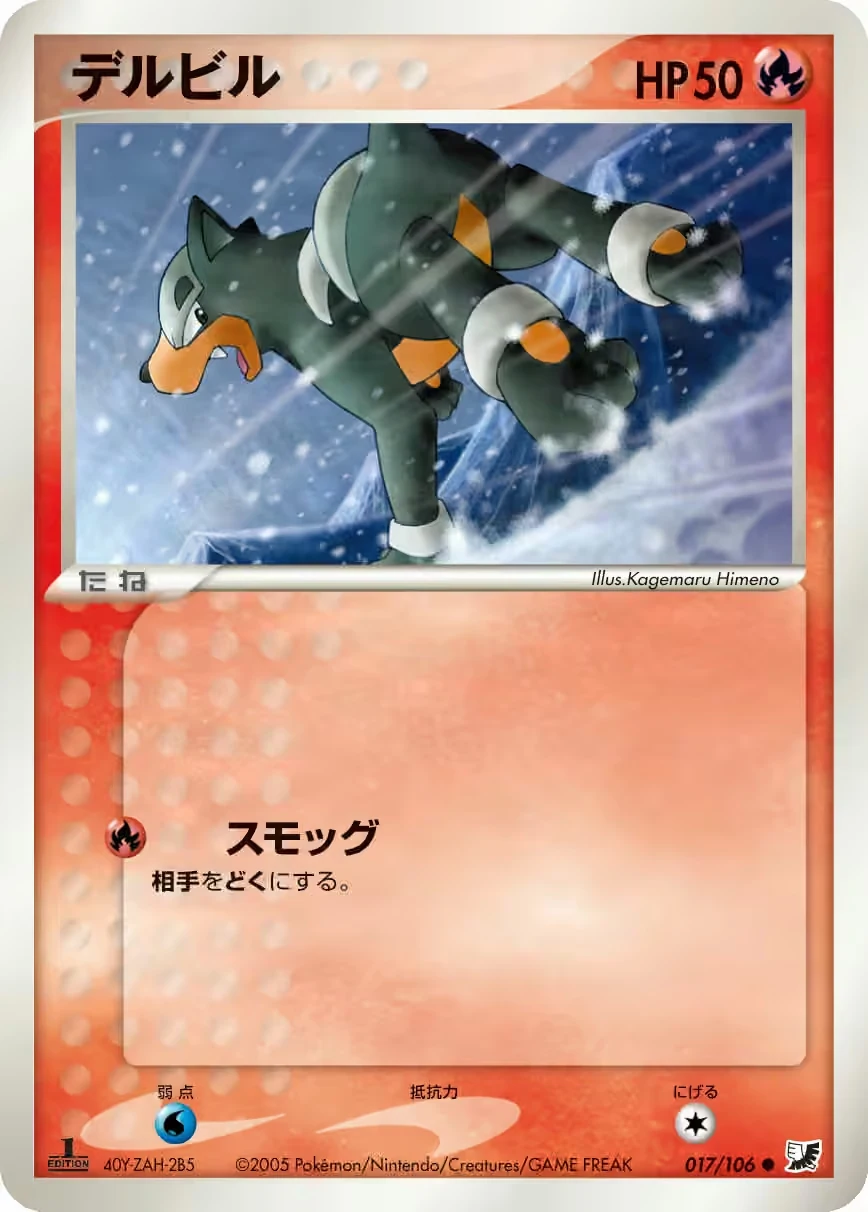 デルビル HP50
たね Illus.Kagemaru Himeno
スモッグ
相手をどくにする。
弱点 抵抗力 にげる
1 EDITION 40Y-ZAH-2B5 ©2005 Pokémon/Nintendo/Creatures/GAME FREAK 017/106